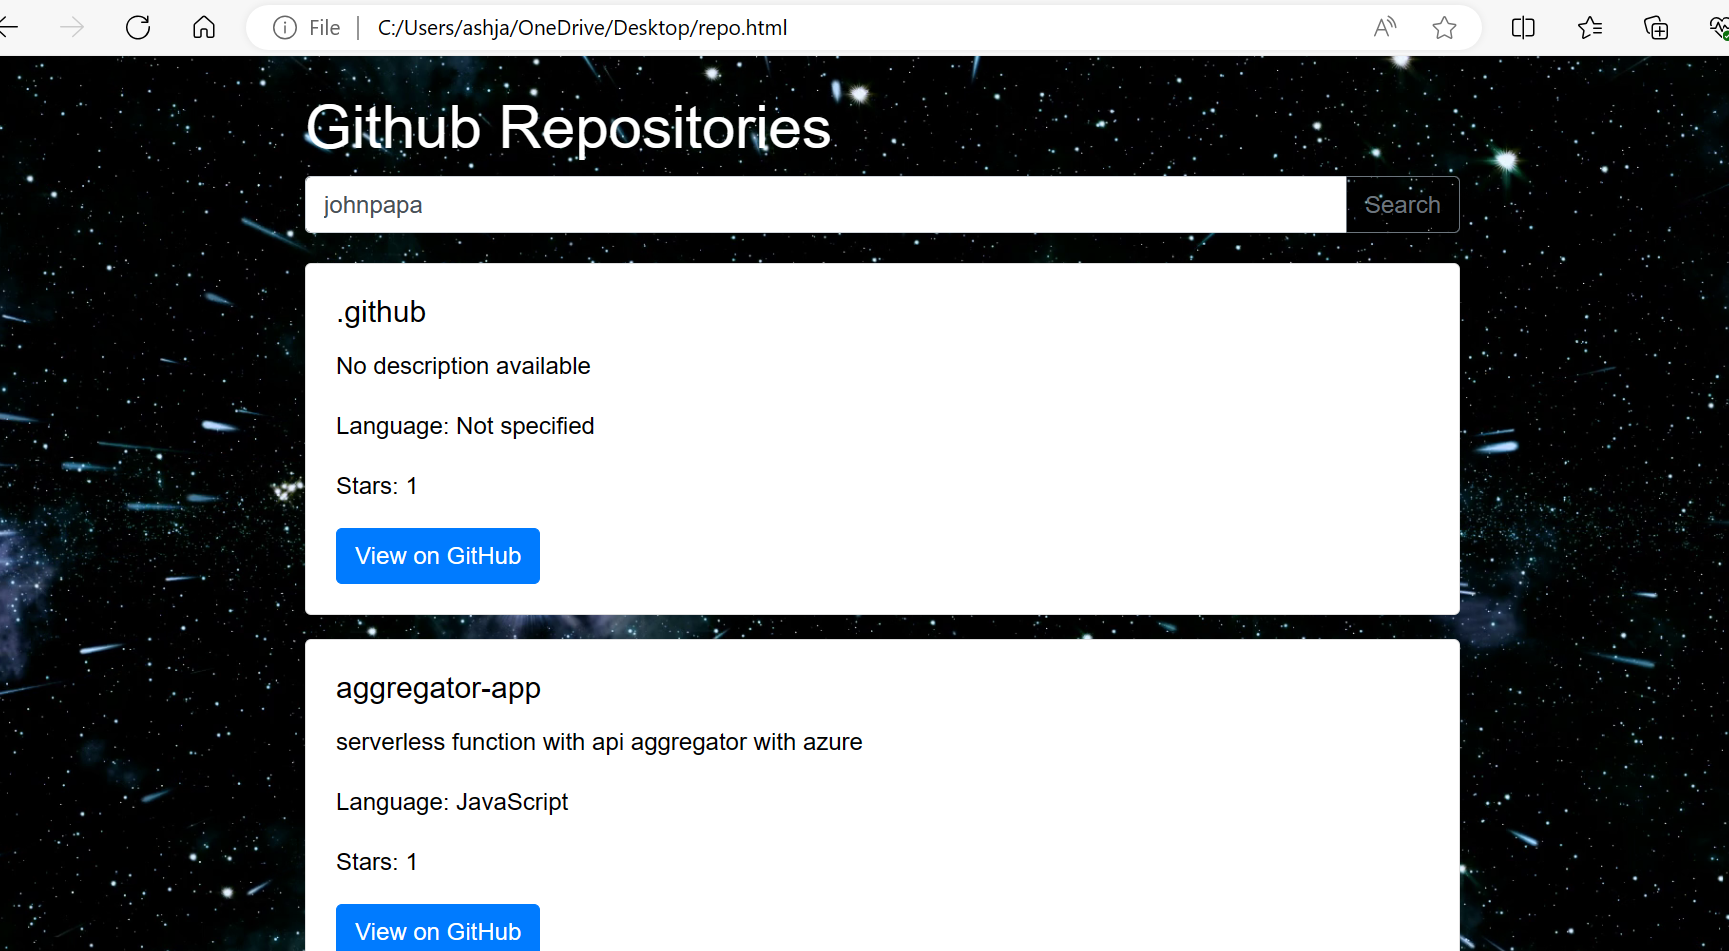 File C:/Users/ashja/OneDrive/Desktop/repo.html
Github Repositories
johnpapa Search
.github
No description available
Language: Not specified
Stars: 1
View on GitHub
aggregator-app
serverless function with api aggregator with azure
Language: JavaScript
Stars: 1
View on GitHub